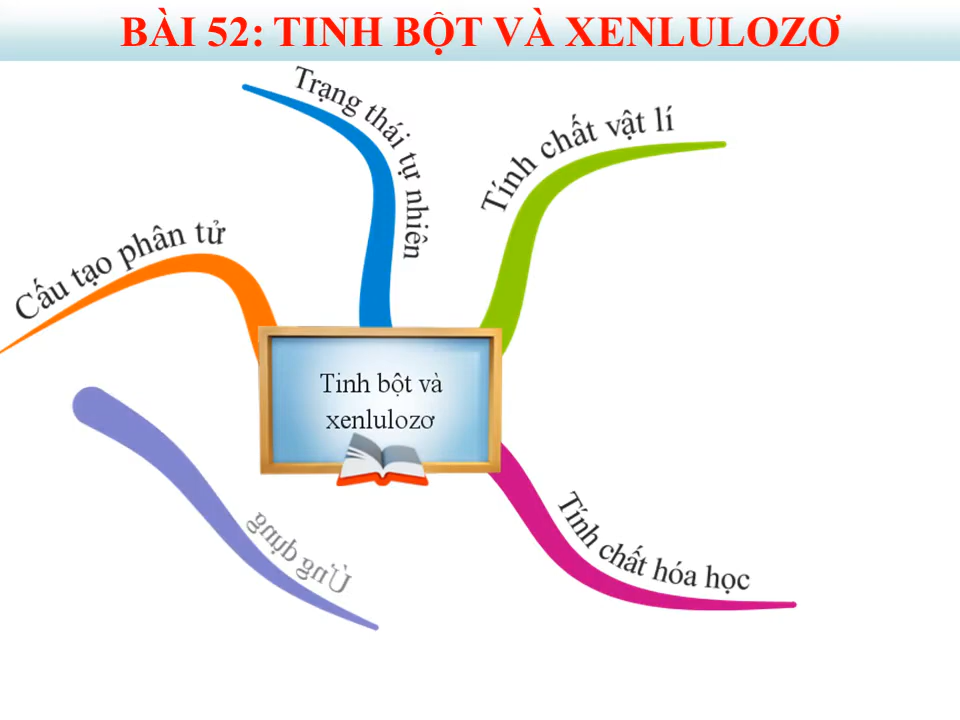 BÀI 52: TINH BỘT VÀ XENLULOZƠ
Trạng thái tự nhiên
Tính chất vật lí
Cấu tạo phân tử
Tinh bột và
xenlulozơ
Tính chất hóa học
Ứng dụng